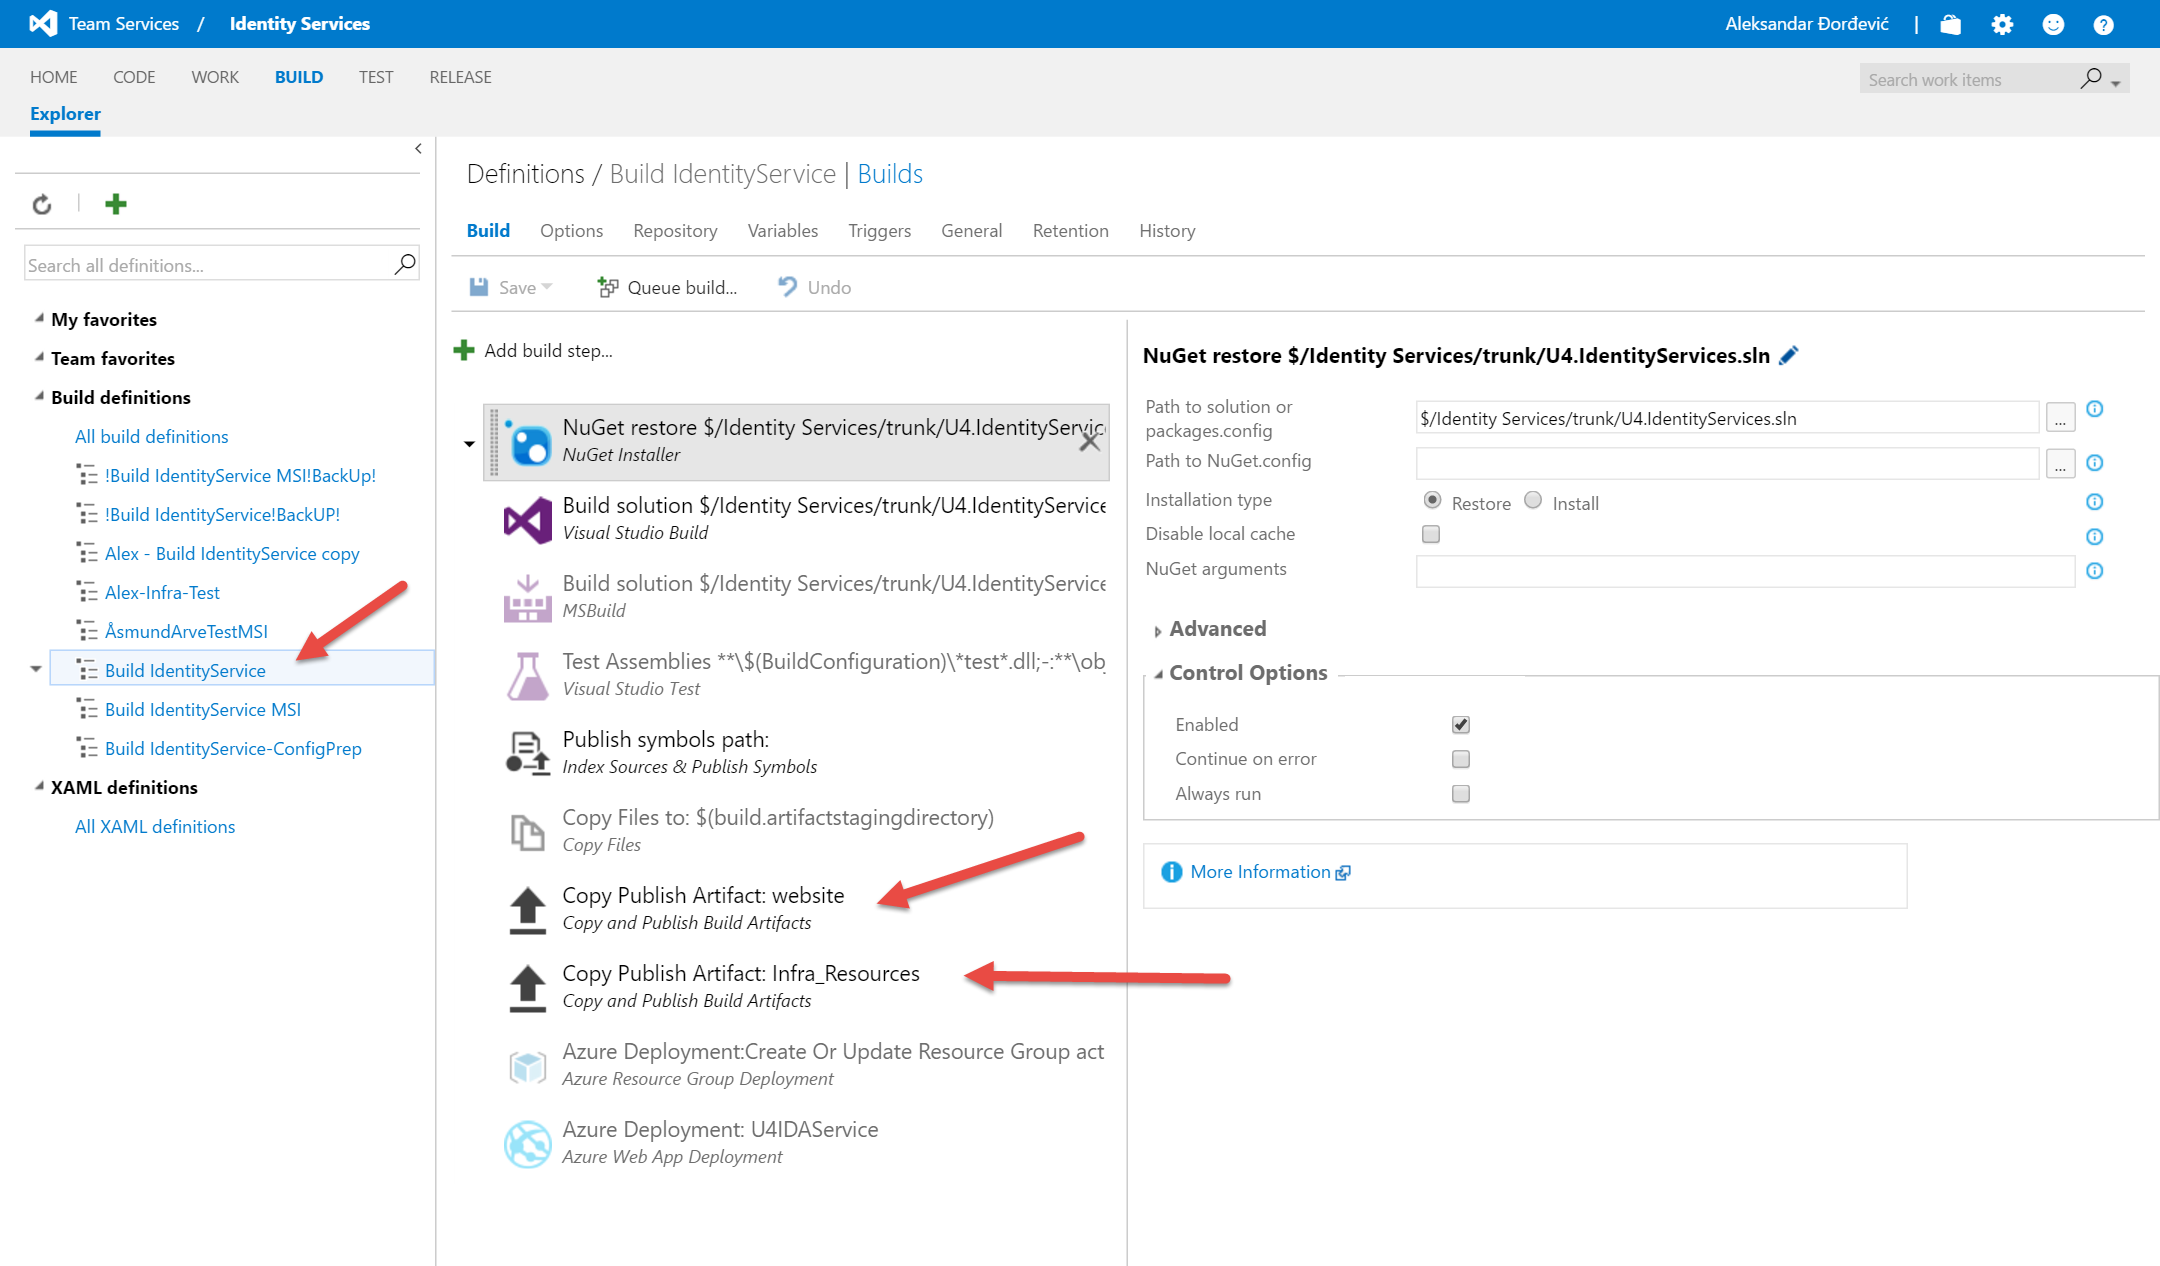 Team Services / Identity Services
Aleksandar Đorđević |
HOME CODE WORK BUILD TEST RELEASE
Search work items
Explorer
Definitions / Build IdentityService | Builds
Build Options Repository Variables Triggers General Retention History
Save Queue build... Undo
Search all definitions...
My favorites
Team favorites
Build definitions
All build definitions
!Build IdentityService MSI!BackUp!
!Build IdentityService!BackUP!
Alex - Build IdentityService copy
Alex-Infra-Test
ÅsmundArveTestMSI
Build IdentityService
Build IdentityService MSI
Build IdentityService-ConfigPrep
XAML definitions
All XAML definitions
Add build step...
NuGet restore $/Identity Services/trunk/U4.IdentityServic
NuGet Installer
Build solution $/Identity Services/trunk/U4.IdentityService
Visual Studio Build
Build solution $/Identity Services/trunk/U4.IdentityService
MSBuild
Test Assemblies **\$(BuildConfiguration)\*test*.dll;-:**\obj
Visual Studio Test
Publish symbols path:
Index Sources & Publish Symbols
Copy Files to: $(build.artifactstagingdirectory)
Copy Files
Copy Publish Artifact: website
Copy and Publish Build Artifacts
Copy Publish Artifact: Infra_Resources
Copy and Publish Build Artifacts
Azure Deployment:Create Or Update Resource Group act
Azure Resource Group Deployment
Azure Deployment: U4IDAService
Azure Web App Deployment
NuGet restore $/Identity Services/trunk/U4.IdentityServices.sln
Path to solution or
packages.config
$/Identity Services/trunk/U4.IdentityServices.sln
...
Path to NuGet.config
...
Installation type Restore Install
Disable local cache
NuGet arguments
Advanced
Control Options
Enabled
Continue on error
Always run
More Information